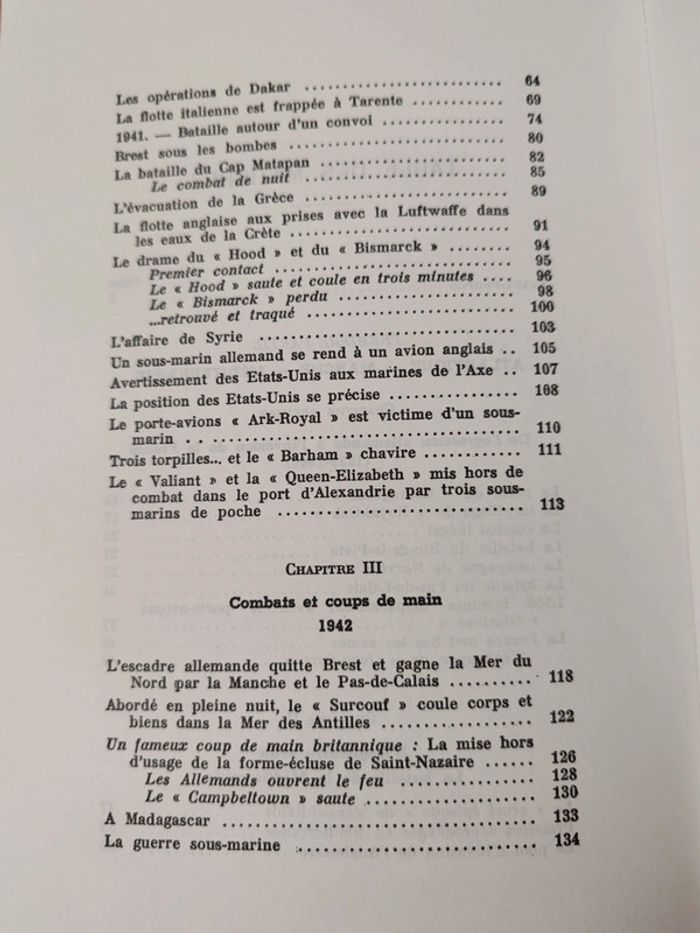 Les opérations de Dakar .......................... 64
La flotte italienne est frappée à Tarente ............ 69
1941. — Bataille autour d'un convoi ................ 74
Brest sous les bombes ............................ 80
La bataille du Cap Matapan ........................ 82
Le combat de nuit .......................... 85
L'évacuation de la Grèce .......................... 89
La flotte anglaise aux prises avec la Luftwaffe dans
les eaux de la Crète ............................ 91
Le drame du « Hood » et du « Bismarck » ........ 94
Premier contact .............................. 95
Le « Hood » saute et coule en trois minutes .... 96
Le « Bismarck » perdu ...................... 98
...retrouvé et traqué .......................... 100
L'affaire de Syrie ................................ 103
Un sous-marin allemand se rend à un avion anglais .. 105
Avertissement des Etats-Unis aux marines de l'Axe .. 107
La position des Etats-Unis se précise ................ 108
Le porte-avions « Ark-Royal » est victime d'un sous-
marin .. .................................... 110
Trois torpilles... et le « Barham » chavire ............ 111
Le « Valiant » et la « Queen-Elizabeth » mis hors de
combat dans le port d'Alexandrie par trois sous-
marins de poche ................................ 113
CHAPITRE III
Combats et coups de main
1942
L'escadre allemande quitte Brest et gagne la Mer du
Nord par la Manche et le Pas-de-Calais .......... 118
Abordé en pleine nuit, le « Surcouf » coule corps et
biens dans la Mer des Antilles .................. 122
Un fameux coup de main britannique : La mise hors
d'usage de la forme-écluse de Saint-Nazaire ...... 126
Les Allemands ouvrent le feu ................ 128
Le « Campbeltown » saute .................... 130
A Madagascar .................................... 133
La guerre sous-marine ............................ 134